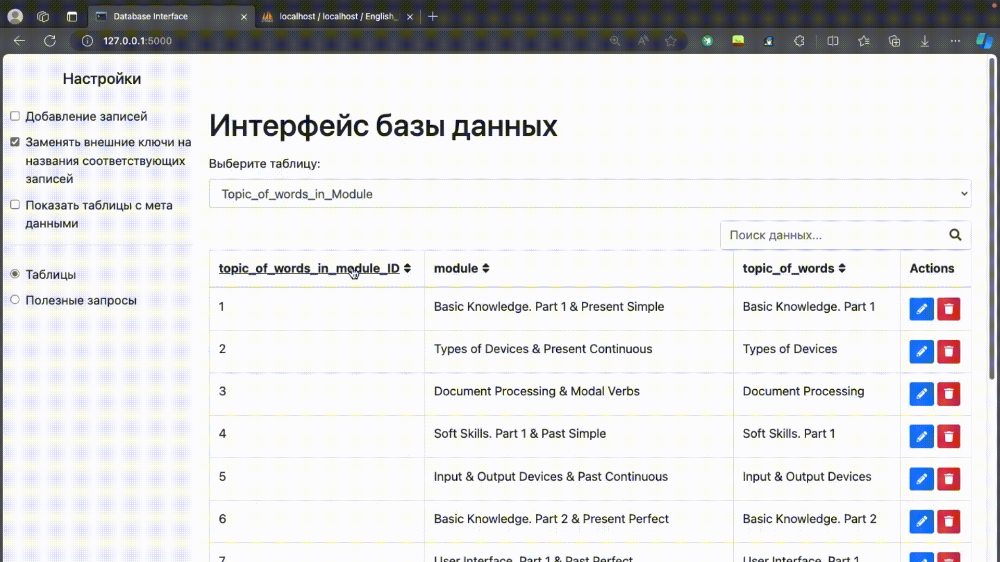 Database Interface
localhost / localhost / English_
127.0.0.1:5000
Настройки
Добавление записей
Заменять внешние ключи на
названия соответствующих
записей
Показать таблицы с мета
данными
Таблицы
Полезные запросы
Интерфейс базы данных
Выберите таблицу:
Topic_of_words_in_Module
Поиск данных...
topic_of_words_in_module_ID module topic_of_words Actions
1 Basic Knowledge. Part 1 & Present Simple Basic Knowledge. Part 1
2 Types of Devices & Present Continuous Types of Devices
3 Document Processing & Modal Verbs Document Processing
4 Soft Skills. Part 1 & Past Simple Soft Skills. Part 1
5 Input & Output Devices & Past Continuous Input & Output Devices
6 Basic Knowledge. Part 2 & Present Perfect Basic Knowledge. Part 2
7 User Interface. Part 1 & Past Perfect User Interface. Part 1